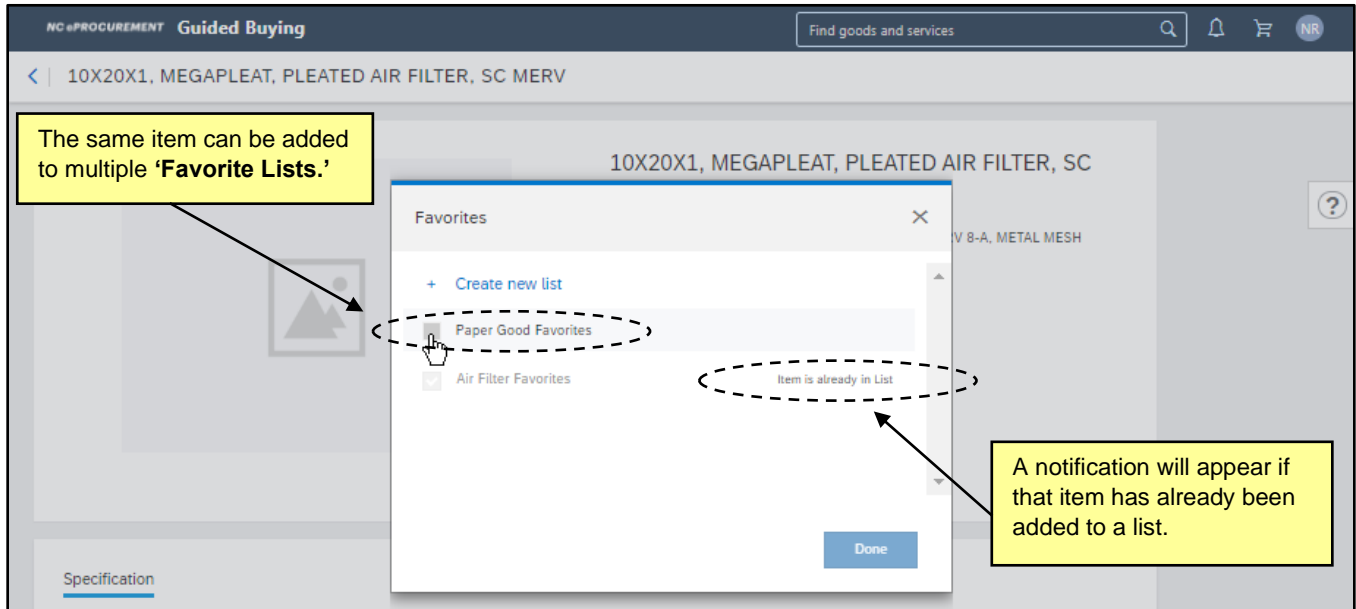 NC ePROCUREMENT Guided Buying
Find goods and services
NR
10X20X1, MEGAPLEAT, PLEATED AIR FILTER, SC MERV
The same item can be added
to multiple ‘Favorite Lists.’
10X20X1, MEGAPLEAT, PLEATED AIR FILTER, SC
?
Favorites
V 8-A, METAL MESH
+ Create new list
Paper Good Favorites
Air Filter Favorites
Item is already in List
A notification will appear if
that item has already been
added to a list.
Done
Specification